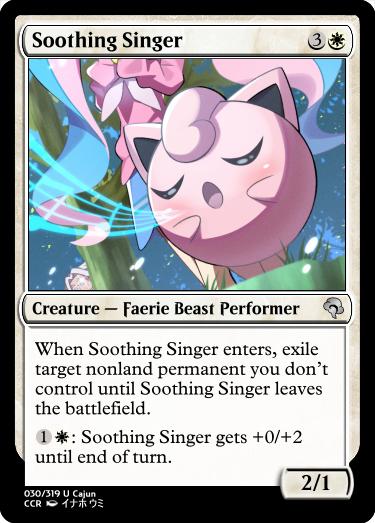 Soothing Singer 3
Creature — Faerie Beast Performer
When Soothing Singer enters, exile
target nonland permanent you don't
control until Soothing Singer leaves
the battlefield.
1 : Soothing Singer gets +0/+2
until end of turn.
2/1
030/319 U Cajun
CCR イナホ ウミ